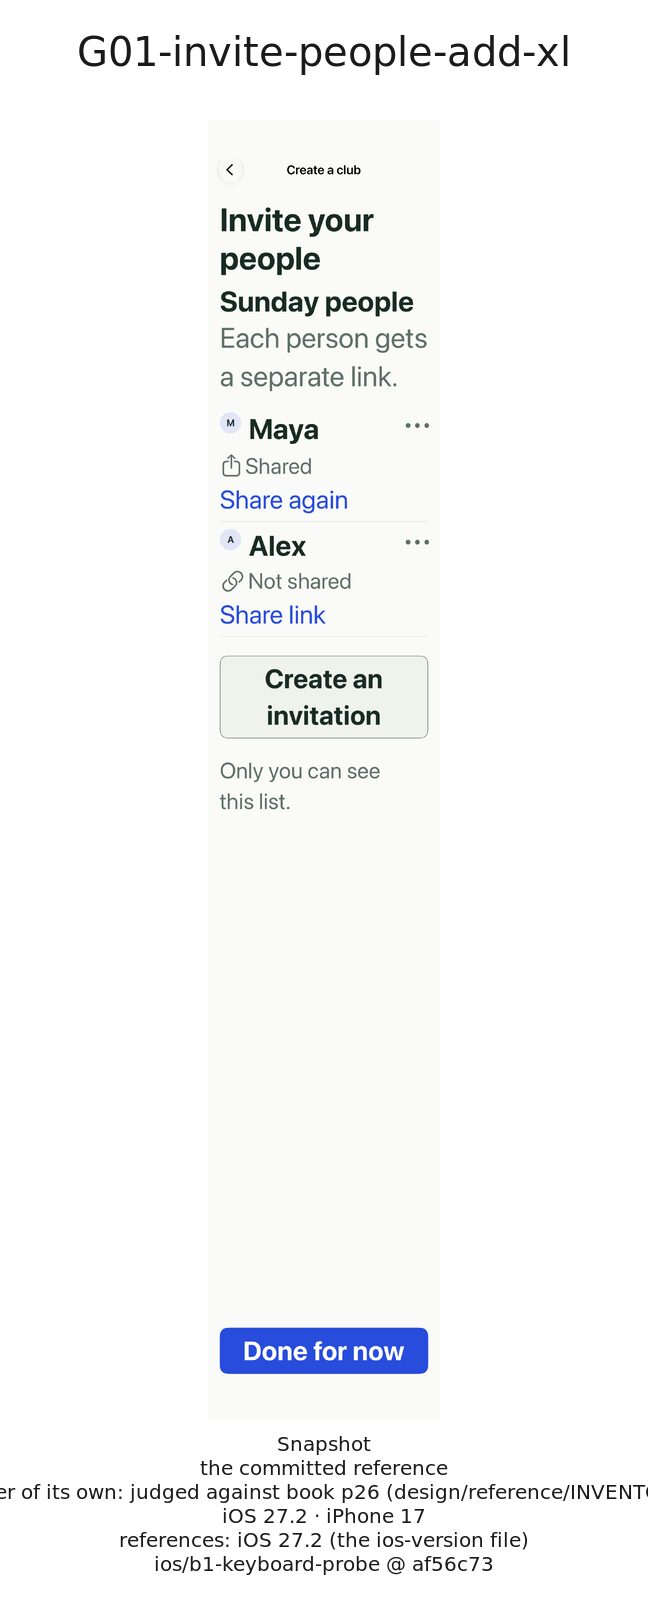 G01-invite-people-add-xl
Create a club
Invite your
people
Sunday people
Each person gets
a separate link.
M Maya
Shared
Share again
A Alex
Not shared
Share link
Create an
invitation
Only you can see
this list.
Done for now
Snapshot
the committed reference
of its own: judged against book p26 (design/reference/
iOS 27.2 · iPhone 17
references: iOS 27.2 (the ios-version file)
ios/b1-keyboard-probe @ af56c73